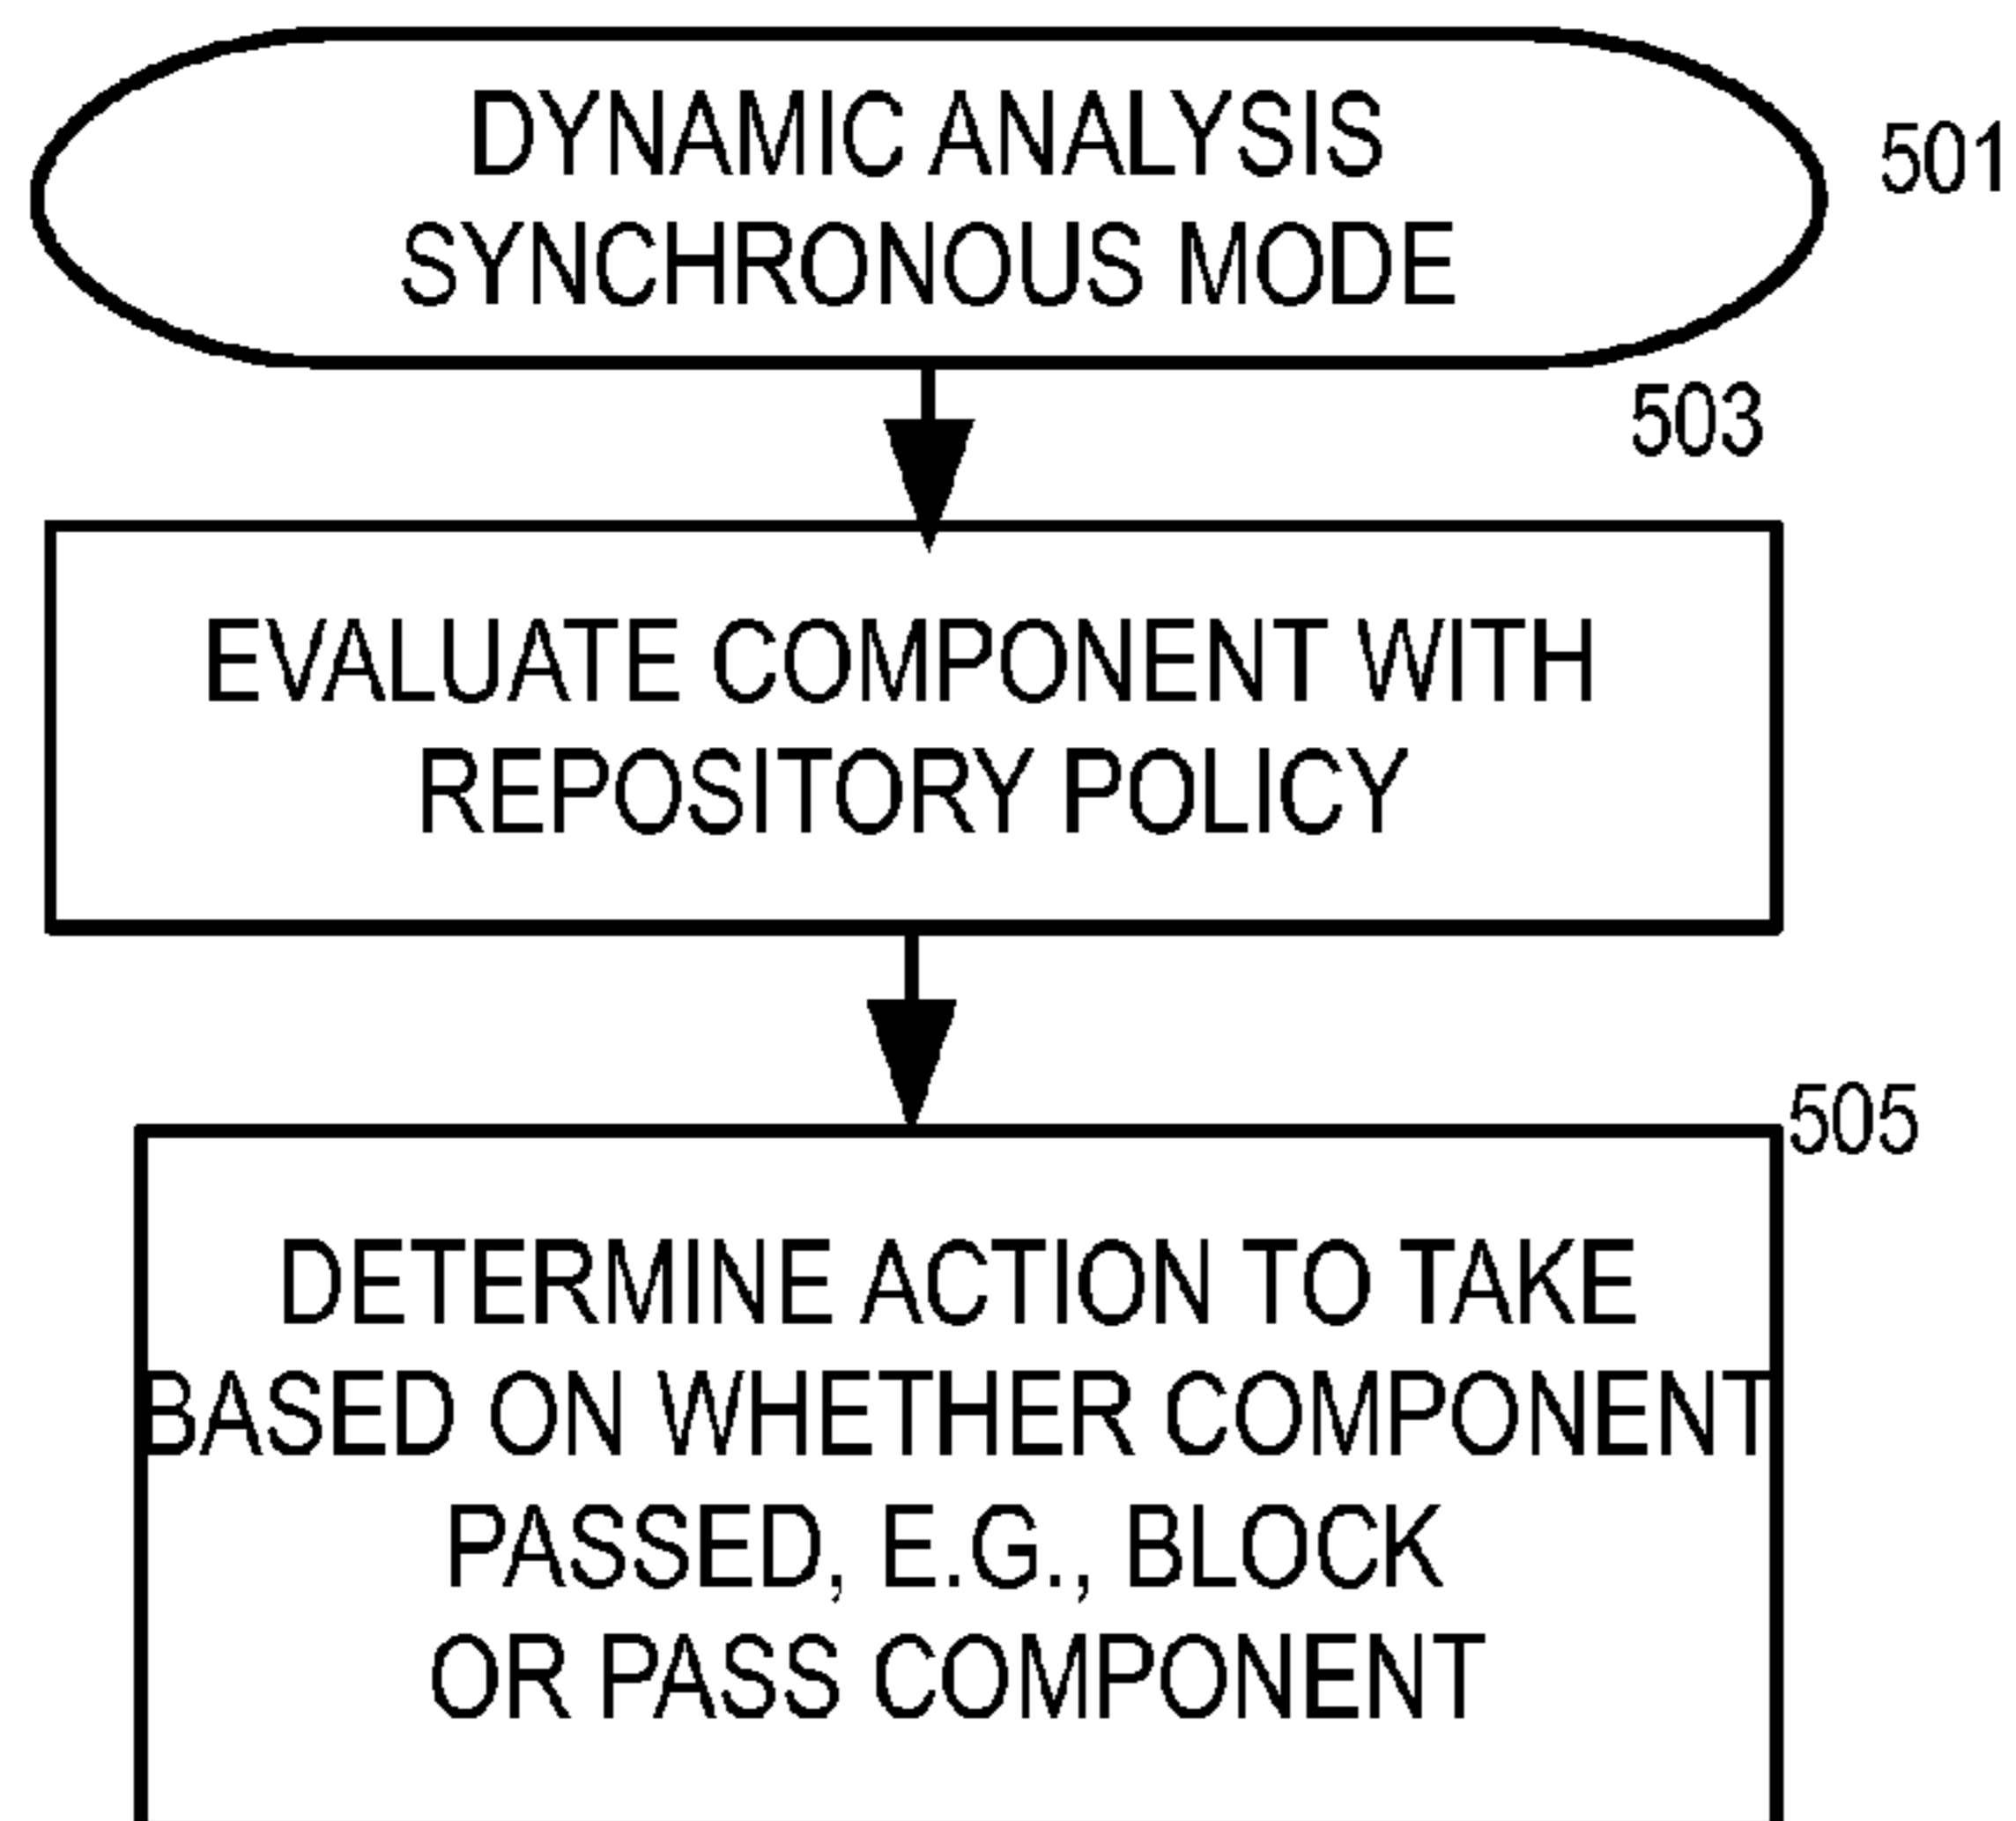 DYNAMIC ANALYSIS
SYNCHRONOUS MODE
501
503
EVALUATE COMPONENT WITH
REPOSITORY POLICY
505
DETERMINE ACTION TO TAKE
BASED ON WHETHER COMPONENT
PASSED, E.G., BLOCK
OR PASS COMPONENT